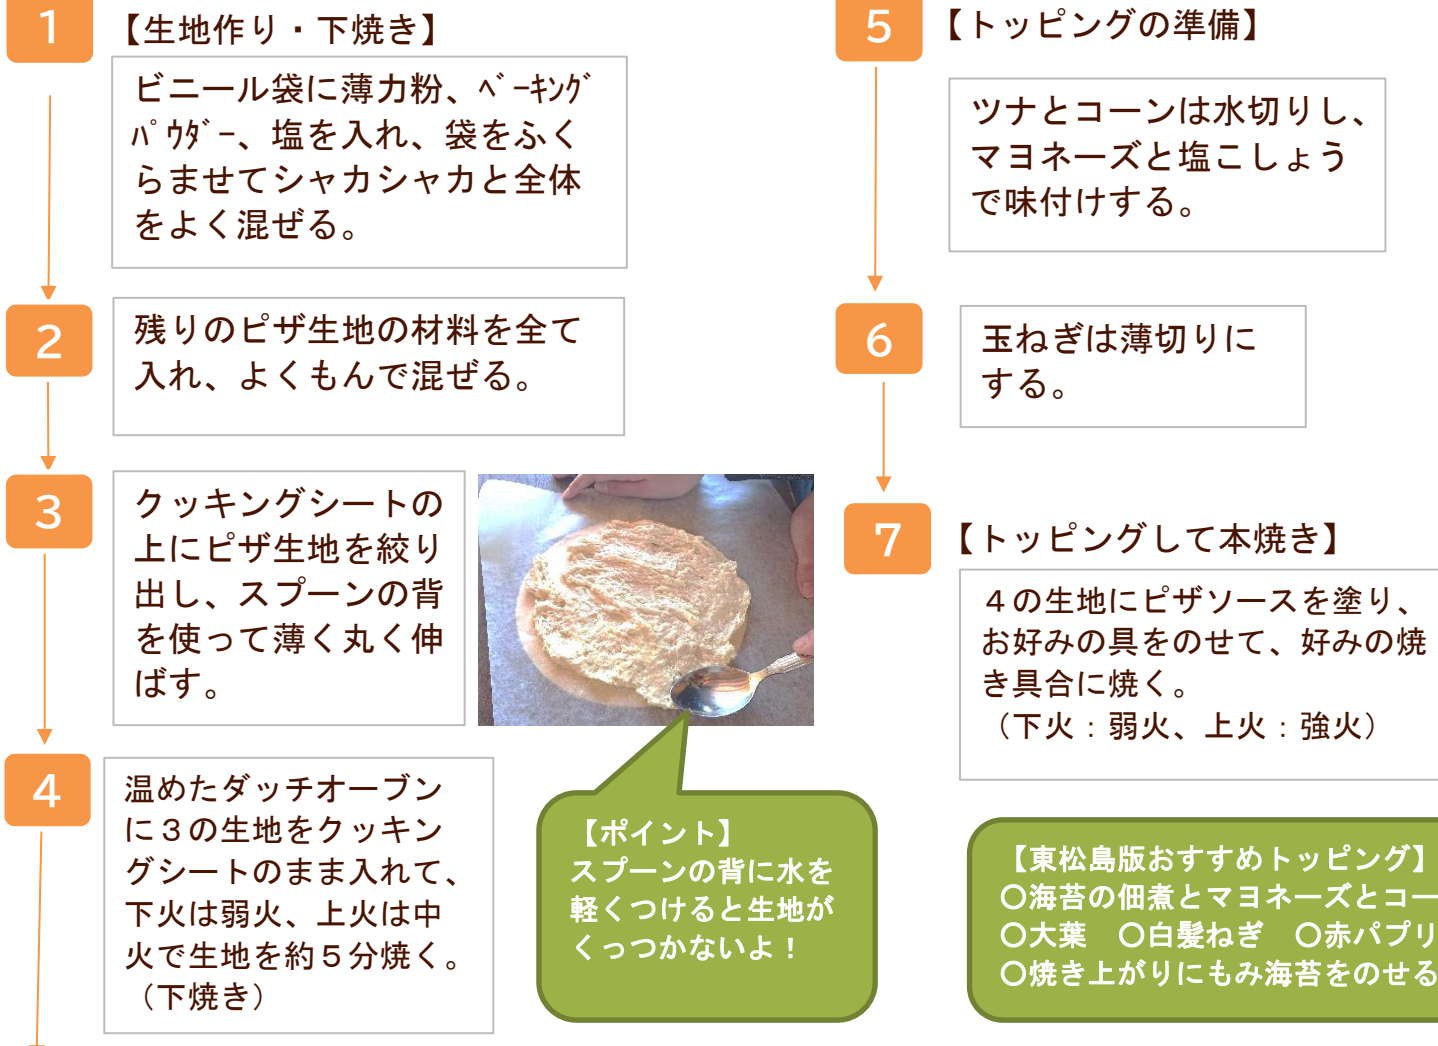 1
【生地作り・下焼き】
ビニール袋に薄力粉、ﾍﾞｰｷﾝｸﾞ
ﾊﾟｳﾀﾞｰ、塩を入れ、袋をふく
らませてシャカシャカと全体
をよく混ぜる。
2
残りのピザ生地の材料を全て
入れ、よくもんで混ぜる。
3
クッキングシートの
上にピザ生地を絞り
出し、スプーンの背
を使って薄く丸く伸
ばす。
4
温めたダッチオーブン
に３の生地をクッキン
グシートのまま入れて、
下火は弱火、上火は中
火で生地を約５分焼く。
（下焼き）
【ポイント】
スプーンの背に水を
軽くつけると生地が
くっつかないよ！
5
【トッピングの準備】
ツナとコーンは水切りし、
マヨネーズと塩こしょう
で味付けする。
6
玉ねぎは薄切りに
する。
7
【トッピングして本焼き】
４の生地にピザソースを塗り、
お好みの具をのせて、好みの焼
き具合に焼く。
（下火：弱火、上火：強火）
【東松島版おすすめトッピング】
〇海苔の佃煮とマヨネーズとコー
〇大葉　〇白髪ねぎ　〇赤パプリ
〇焼き上がりにもみ海苔をのせる